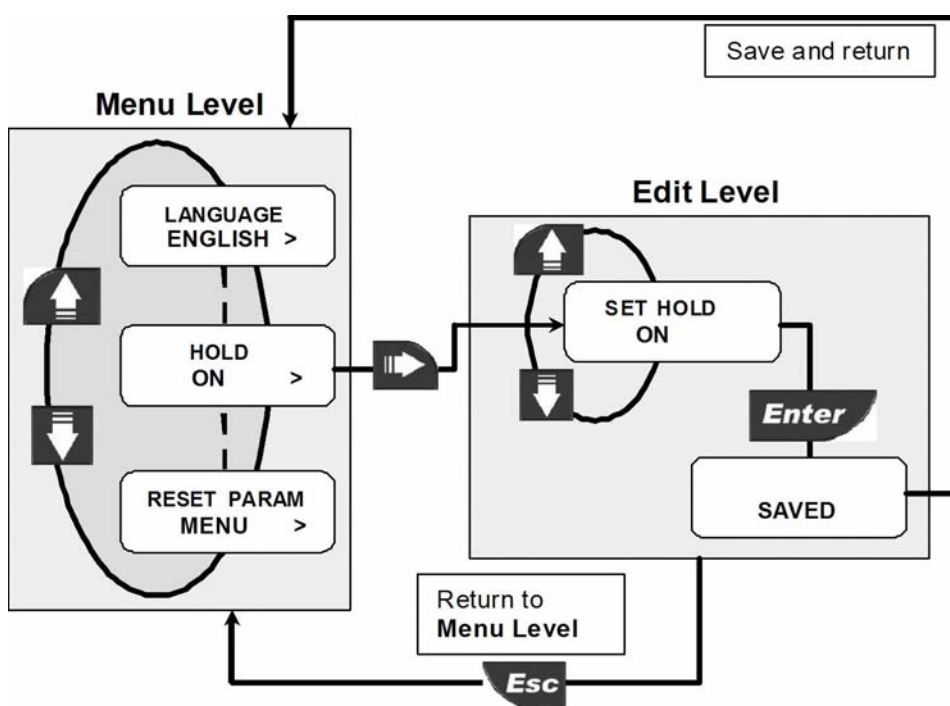 Save and return
Menu Level
LANGUAGE
ENGLISH >
HOLD
ON >
RESET PARAM
MENU >
Edit Level
SET HOLD
ON
Enter
SAVED
Return to
Menu Level
Esc